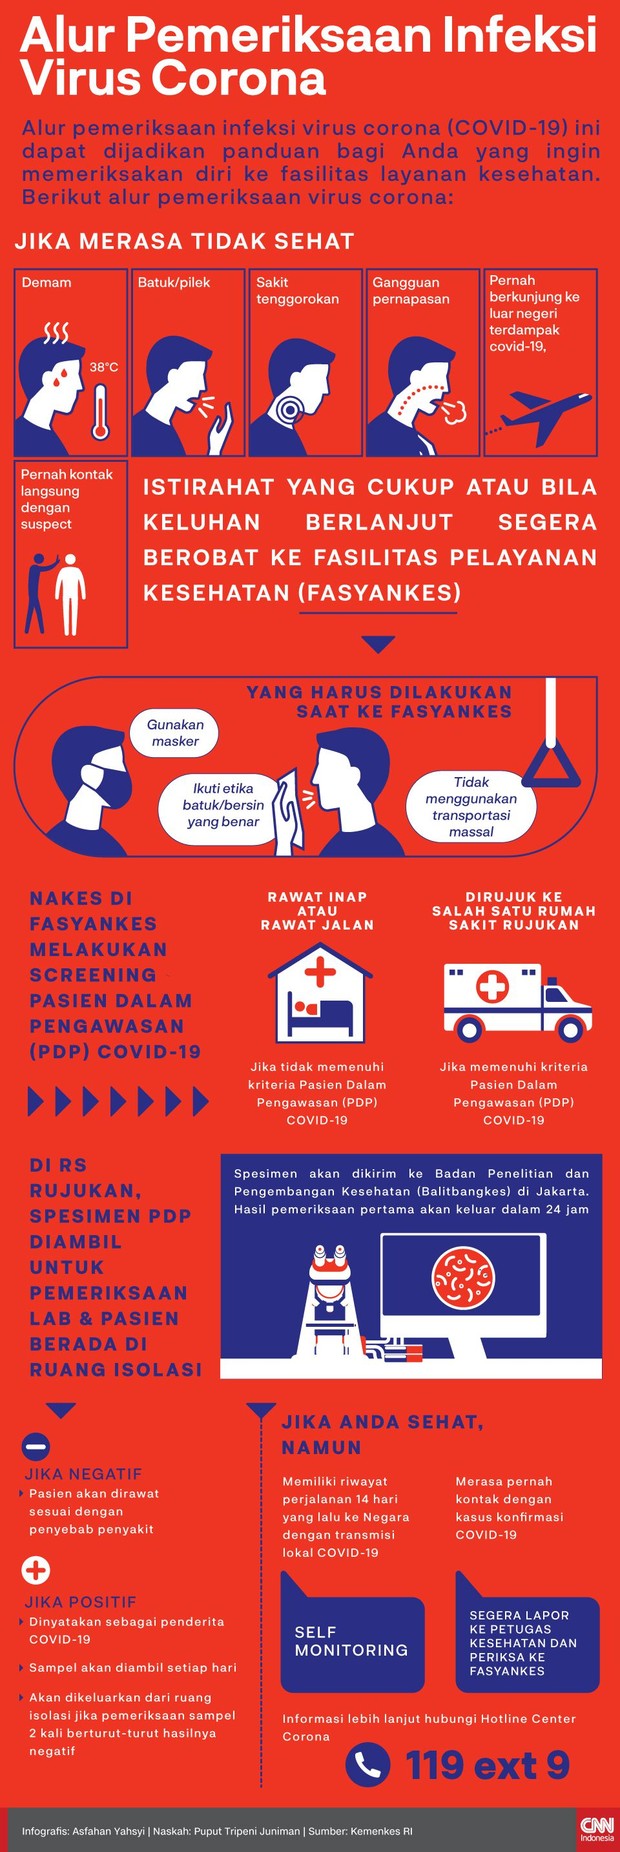 Alur Pemeriksaan Infeksi
Virus Corona
Alur pemeriksaan infeksi virus corona (COVID-19) ini
dapat dijadikan panduan bagi Anda yang ingin
memeriksakan diri ke fasilitas layanan kesehatan.
Berikut alur pemeriksaan virus corona:
JIKA MERASA TIDAK SEHAT
Demam
38°C
Batuk/pilek
Sakit
tenggorokan
Gangguan
pernapasan
Pernah
berkunjung ke
luar negeri
terdampak
covid-19,
Pernah kontak
langsung
dengan
suspect
ISTIRAHAT YANG CUKUP ATAU BILA
KELUHAN BERLANJUT SEGERA
BEROBAT KE FASILITAS PELAYANAN
KESEHATAN (FASYANKES)
YANG HARUS DILAKUKAN
SAAT KE FASYANKES
Gunakan
masker
Ikuti etika
batuk/bersin
yang benar
Tidak
menggunakan
transportasi
massal
NAKES DI
FASYANKES
MELAKUKAN
SCREENING
PASIEN DALAM
PENGAWASAN
(PDP) COVID-19
RAWAT INAP
ATAU
RAWAT JALAN
Jika tidak memenuhi
kriteria Pasien Dalam
Pengawasan (PDP)
COVID-19
DIRUJUK KE
SALAH SATU RUMAH
SAKIT RUJUKAN
Jika memenuhi kriteria
Pasien Dalam
Pengawasan (PDP)
COVID-19
DI RS
RUJUKAN,
SPESIMEN PDP
DIAMBIL
UNTUK
PEMERIKSAAN
LAB & PASIEN
BERADA DI
RUANG ISOLASI
Spesimen akan dikirim ke Badan Penelitian dan
Pengembangan Kesehatan (Balitbangkes) di Jakarta.
Hasil pemeriksaan pertama akan keluar dalam 24 jam
JIKA NEGATIF
Pasien akan dirawat
sesuai dengan
penyebab penyakit
JIKA POSITIF
Dinyatakan sebagai penderita
COVID-19
Sampel akan diambil setiap hari
Akan dikeluarkan dari ruang
isolasi jika pemeriksaan sampel
2 kali berturut-turut hasilnya
negatif
JIKA ANDA SEHAT,
NAMUN
Memiliki riwayat
perjalanan 14 hari
yang lalu ke Negara
dengan transmisi
lokal COVID-19
SELF
MONITORING
Merasa pernah
kontak dengan
kasus konfirmasi
COVID-19
SEGERA LAPOR
KE PETUGAS
KESEHATAN DAN
PERIKSA KE
FASYANKES
Informasi lebih lanjut hubungi Hotline Center
Corona
119 ext 9
Infografis: Asfahan Yahsyi | Naskah: Puput Tripeni Juniman | Sumber: Kemenkes RI
CNN
Indonesia